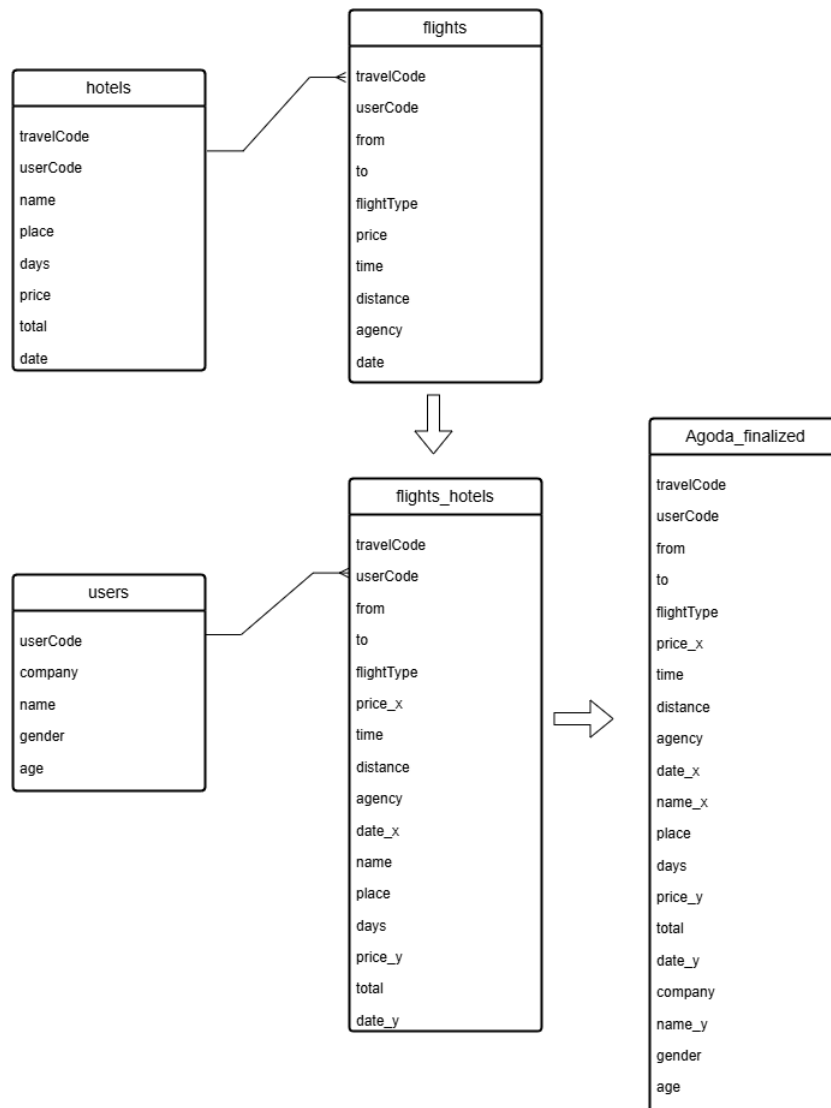 flights
travelCode
userCode
from
to
flightType
price
time
distance
agency
date
hotels
travelCode
userCode
name
place
days
price
total
date
flights_hotels
travelCode
userCode
from
to
flightType
price_x
time
distance
agency
date_x
name
place
days
price_y
total
date_y
users
userCode
company
name
gender
age
Agoda_finalized
travelCode
userCode
from
to
flightType
price_x
time
distance
agency
date_x
name_x
place
days
price_y
total
date_y
company
name_y
gender
age